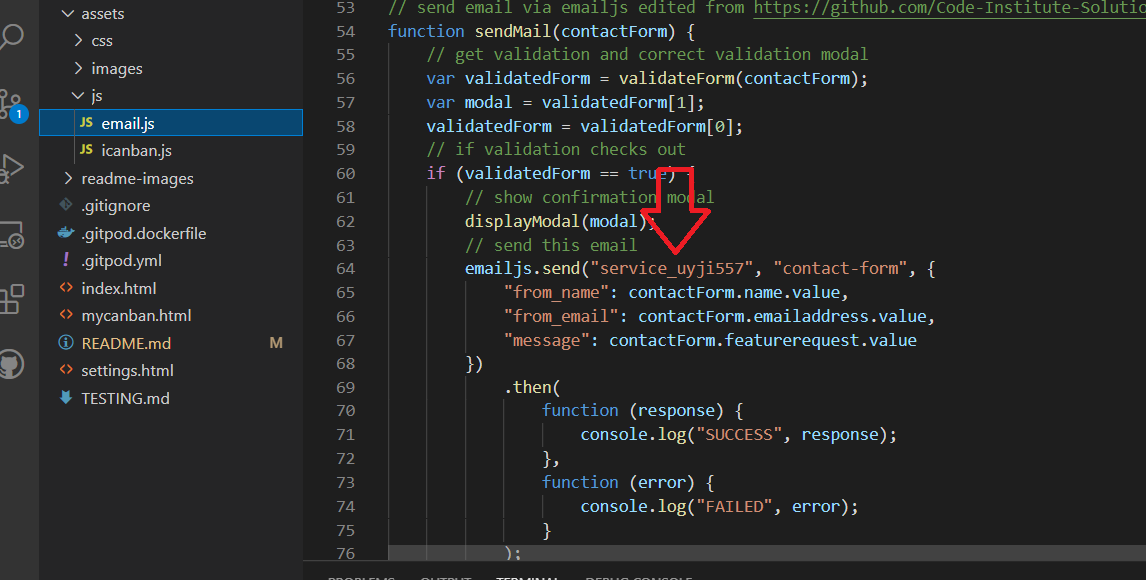 assets
css
images
js
JS email.js
JS icanban.js
readme-images
.gitignore
.gitpod.dockerfile
! .gitpod.yml
<> index.html
<> mycanban.html
README.md M
<> settings.html
TESTING.md
1
53 // send email via emailjs edited from https://github.com/Code-Institute-Solutio
54 function sendMail(contactForm) {
55 // get validation and correct validation modal
56 var validatedForm = validateForm(contactForm);
57 var modal = validatedForm[1];
58 validatedForm = validatedForm[0];
59 // if validation checks out
60 if (validatedForm == true) {
61 // show confirmation modal
62 displayModal(modal);
63 // send this email
64 emailjs.send("service_uyji557", "contact-form", {
65 "from_name": contactForm.name.value,
66 "from_email": contactForm.emailaddress.value,
67 "message": contactForm.featurerequest.value
68 })
69 .then(
70 function (response) {
71 console.log("SUCCESS", response);
72 },
73 function (error) {
74 console.log("FAILED", error);
75 }
76 );
PROBLEMS OUTPUT TERMINAL DEBUG CONSOLE